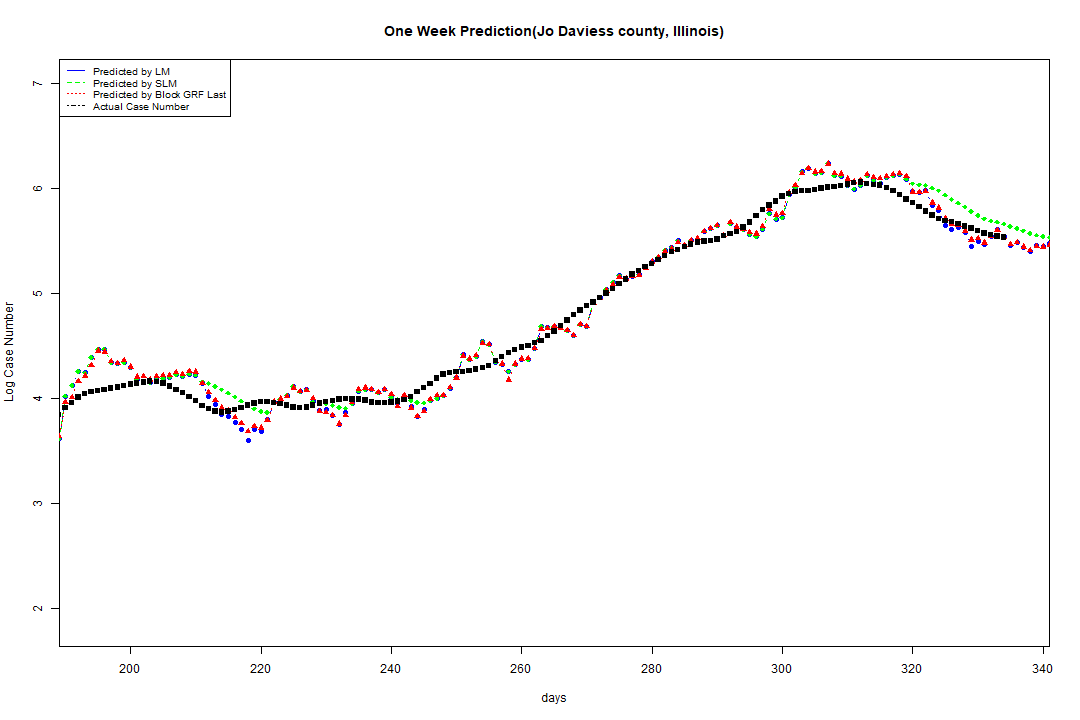 One Week Prediction(Jo Daviess county, Illinois)
Predicted by LM
Predicted by SLM
Predicted by Block GRF Last
Actual Case Number
7
6
5
4
3
2
Log Case Number
200 220 240 260 280 300 320 340
days